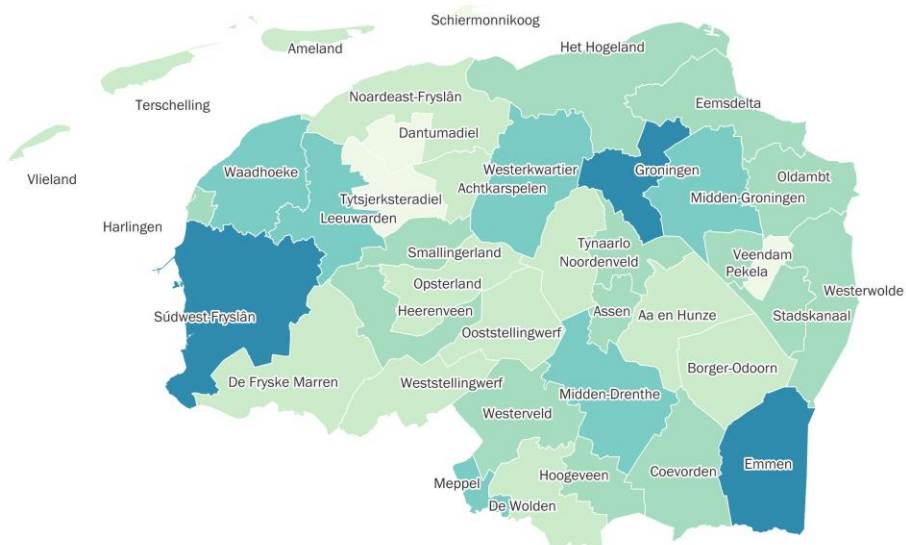 Schiermonnikoog
Ameland
Het Hogeland
Terschelling
Noardeast-Fryslân
Eemsdelta
Dantumadiel
Vlieland
Waadhoeke
Westerkwartier
Groningen
Oldambt
Tytsjerksteradiel
Achtkarspelen
Midden-Groningen
Leeuwarden
Harlingen
Smallingerland
Tynaarlo
Veendam
Noordenveld
Pekela
Opsterland
Westerwolde
Súdwest-Fryslân
Heerenveen
Assen
Aa en Hunze
Stadskanaal
Ooststellingwerf
Borger-Odoorn
De Fryske Marren
Weststellingwerf
Midden-Drenthe
Westerveld
Emmen
Meppel
Hoogeveen
Coevorden
De Wolden